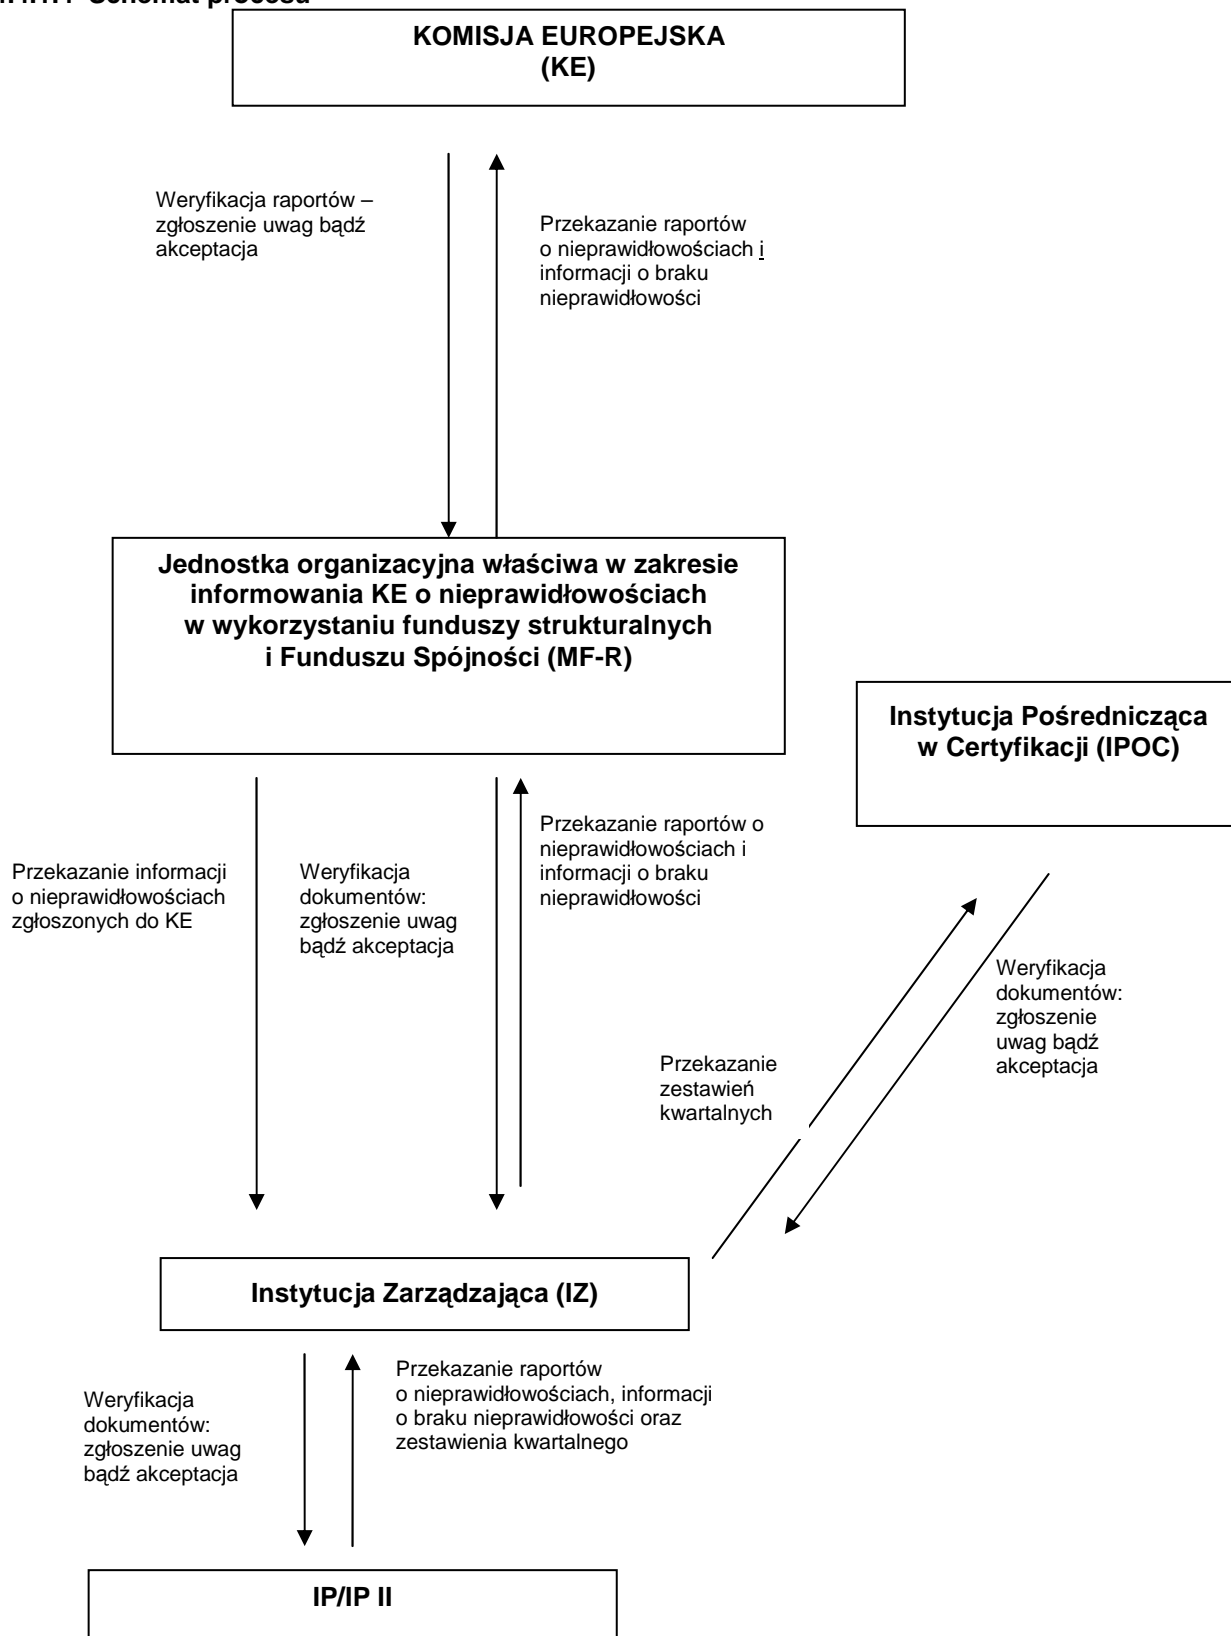 Schemat procesu
KOMISJA EUROPEJSKA
(KE)
Weryfikacja raportów –
zgłoszenie uwag bądź
akceptacja
Przekazanie raportów
o nieprawidłowościach i
informacji o braku
nieprawidłowości
Jednostka organizacyjna właściwa w zakresie
informowania KE o nieprawidłowościach
w wykorzystaniu funduszy strukturalnych
i Funduszu Spójności (MF-R)
Instytucja Pośrednicząca
w Certyfikacji (IPOC)
Przekazanie informacji
o nieprawidłowościach
zgłoszonych do KE
Weryfikacja
dokumentów:
zgłoszenie uwag
bądź akceptacja
Przekazanie raportów o
nieprawidłowościach i
informacji o braku
nieprawidłowości
Weryfikacja
dokumentów:
zgłoszenie
uwag bądź
akceptacja
Przekazanie
zestawień
kwartalnych
Instytucja Zarządzająca (IZ)
Weryfikacja
dokumentów:
zgłoszenie uwag
bądź akceptacja
Przekazanie raportów
o nieprawidłowościach, informacji
o braku nieprawidłowości oraz
zestawienia kwartalnego
IP/IP II